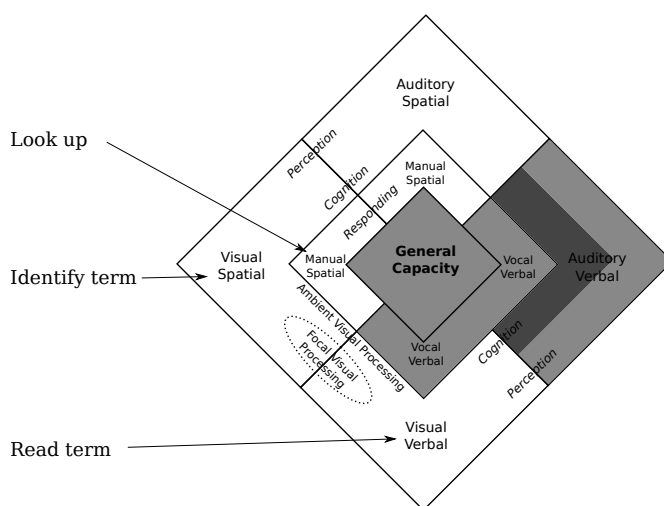 Auditory
Spatial
Look up
Perception
Cognition
Responding
Manual
Spatial
Visual
Spatial
Manual
Spatial
General
Capacity
Vocal
Verbal
Auditory
Verbal
Identify term
Ambient Visual Processing
Focal Visual
Processing
Vocal
Verbal
Cognition
Perception
Read term
Visual
Verbal